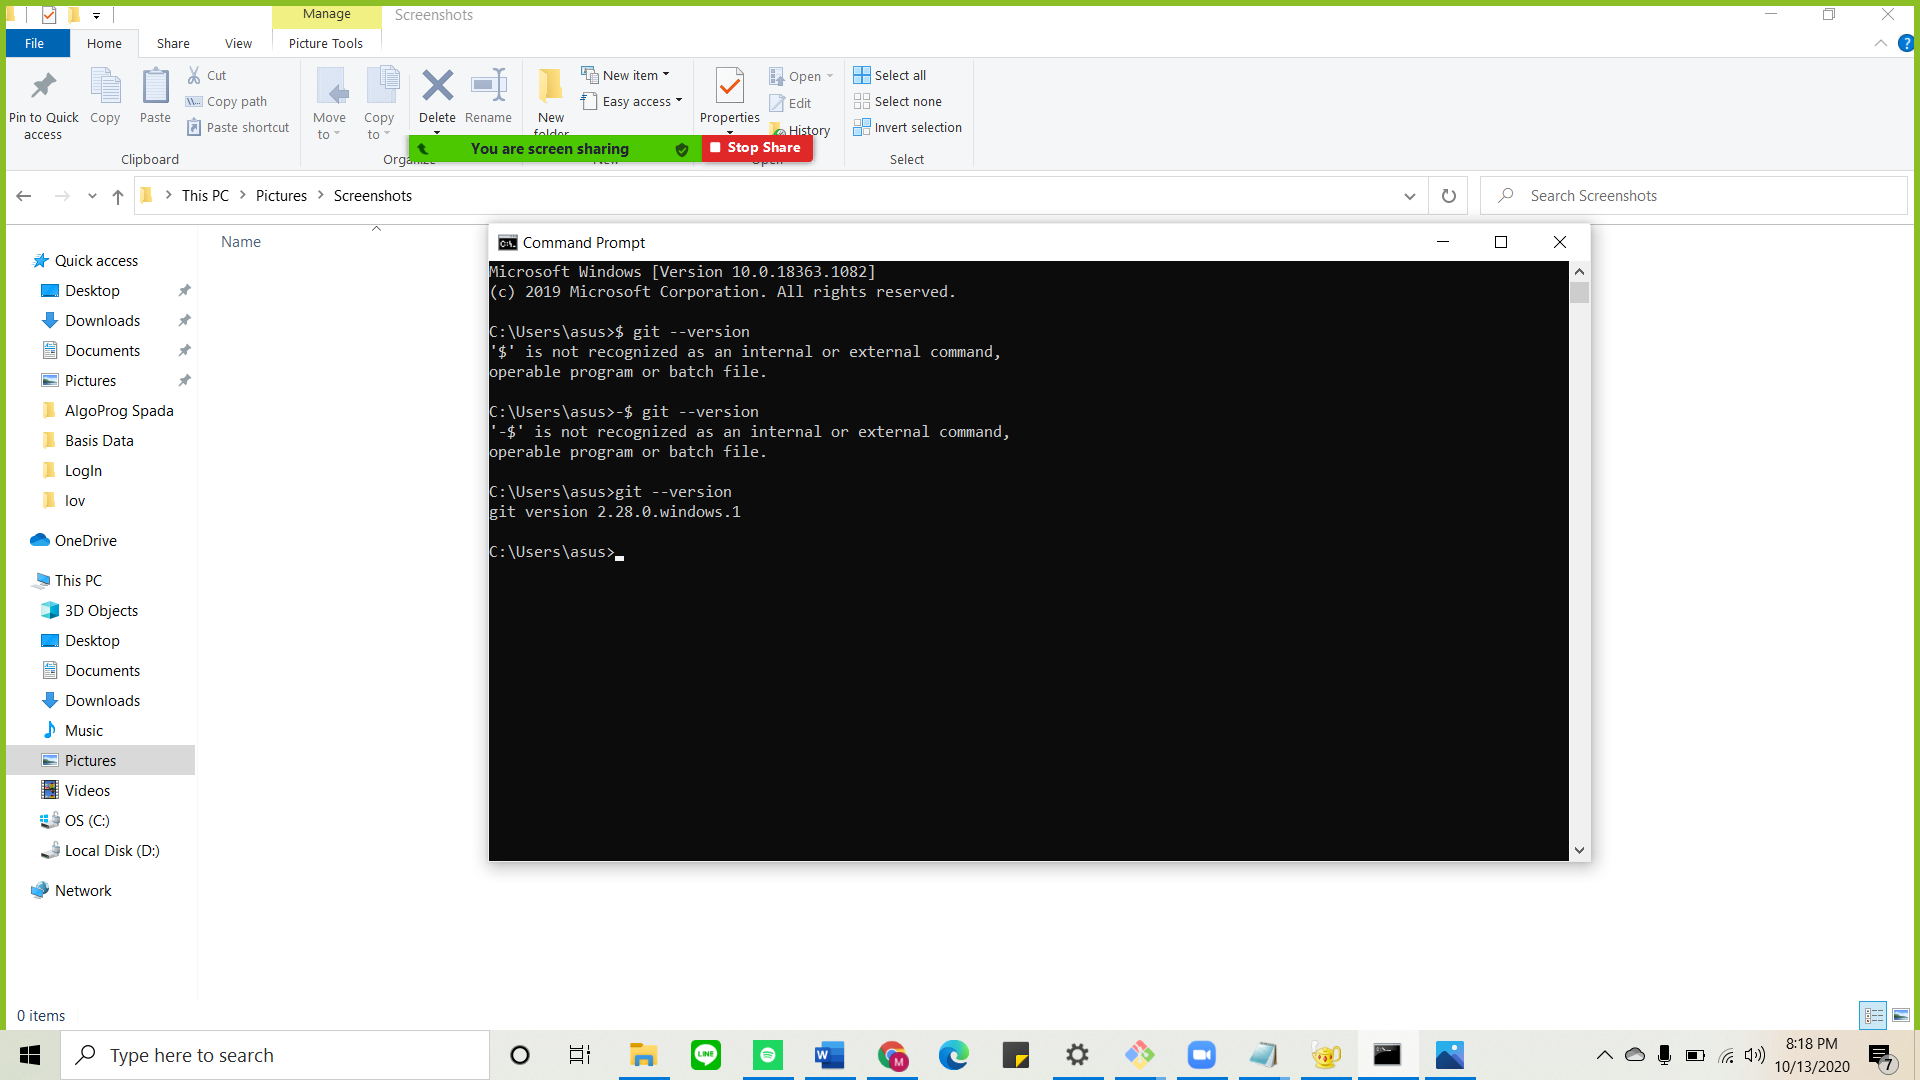 Manage
Screenshots
File
Home
Share
View
Picture Tools
Pin to Quick access
Copy
Paste
Cut
Copy path
Paste shortcut
Clipboard
Move to
Copy to
Delete
Rename
New folder
New item
Easy access
Properties
Open
Edit
History
Select all
Select none
Invert selection
Select
You are screen sharing
Stop Share
This PC
Pictures
Screenshots
Search Screenshots
Name
Quick access
Desktop
Downloads
Documents
Pictures
AlgoProg Spada
Basis Data
LogIn
lov
OneDrive
This PC
3D Objects
Desktop
Documents
Downloads
Music
Pictures
Videos
OS (C:)
Local Disk (D:)
Network
0 items
Command Prompt
Microsoft Windows [Version 10.0.18363.1082]
(c) 2019 Microsoft Corporation. All rights reserved.
C:\Users\asus>$ git --version
'$' is not recognized as an internal or external command,
operable program or batch file.
C:\Users\asus>-$ git --version
'-$' is not recognized as an internal or external command,
operable program or batch file.
C:\Users\asus>git --version
git version 2.28.0.windows.1
C:\Users\asus>
Type here to search
LINE
W
M
8:18 PM
10/13/2020
7